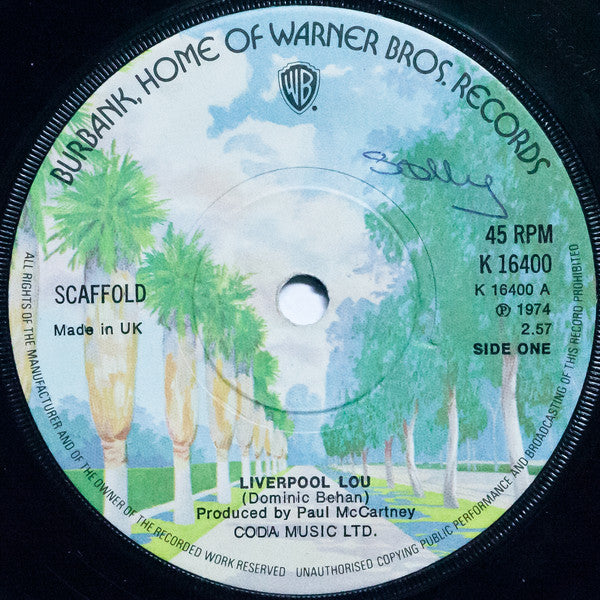 BURBANK, HOME OF WARNER BROS. RECORDS
WB
Sally
45 RPM
K 16400
K 16400 A
℗ 1974
2.57
SIDE ONE
SCAFFOLD
Made in UK
LIVERPOOL LOU
(Dominic Behan)
Produced by Paul McCartney
CODA MUSIC LTD.
ALL RIGHTS OF THE MANUFACTURER AND OF THE OWNER OF THE RECORDED WORK RESERVED · UNAUTHORISED COPYING PUBLIC PERFORMANCE AND BROADCASTING OF THIS RECORD PROHIBITED